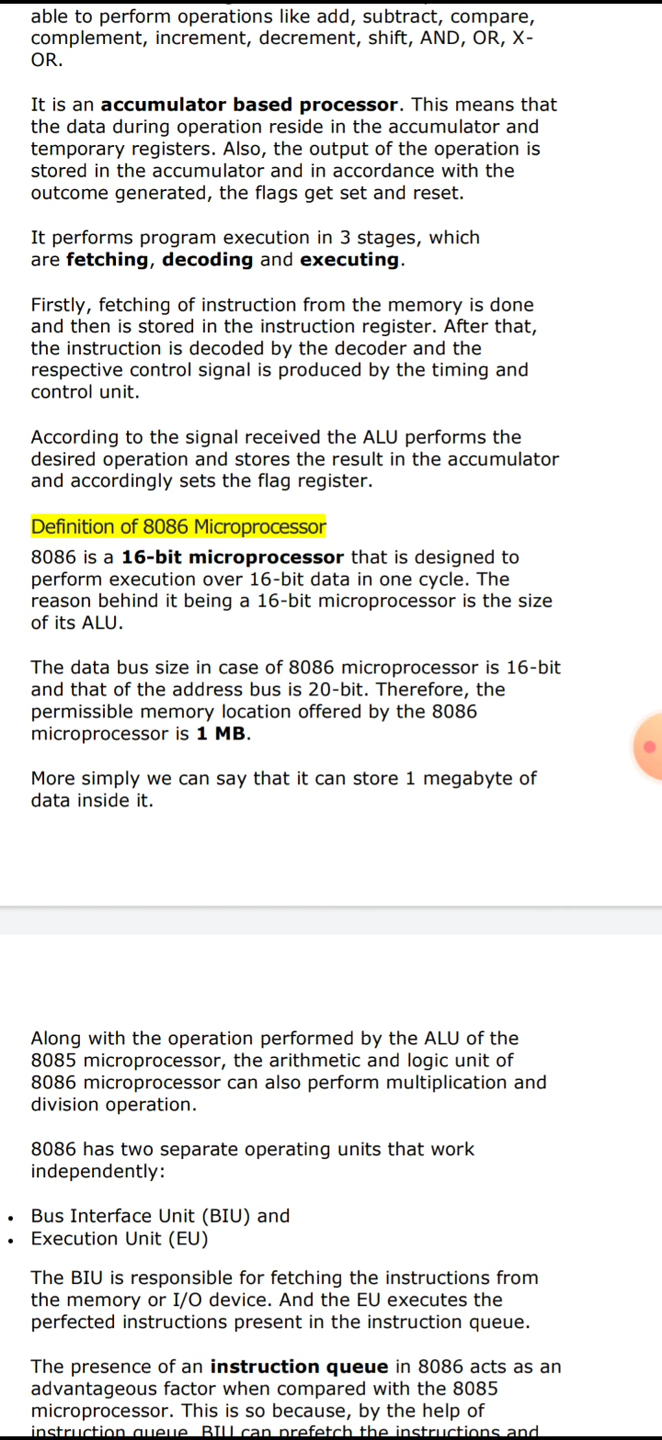 able to perform operations like add, subtract, compare,
complement, increment, decrement, shift, AND, OR, X-
OR.
It is an accumulator based processor. This means that
the data during operation reside in the accumulator and
temporary registers. Also, the output of the operation is
stored in the accumulator and in accordance with the
outcome generated, the flags get set and reset.
It performs program execution in 3 stages, which
are fetching, decoding and executing.
Firstly, fetching of instruction from the memory is done
and then is stored in the instruction register. After that,
the instruction is decoded by the decoder and the
respective control signal is produced by the timing and
control unit.
According to the signal received the ALU performs the
desired operation and stores the result in the accumulator
and accordingly sets the flag register.
Definition of 8086 Microprocessor
8086 is a 16-bit microprocessor that is designed to
perform execution over 16-bit data in one cycle. The
reason behind it being a 16-bit microprocessor is the size
of its ALU.
The data bus size in case of 8086 microprocessor is 16-bit
and that of the address bus is 20-bit. Therefore, the
permissible memory location offered by the 8086
microprocessor is 1 MB.
More simply we can say that it can store 1 megabyte of
data inside it.
Along with the operation performed by the ALU of the
8085 microprocessor, the arithmetic and logic unit of
8086 microprocessor can also perform multiplication and
division operation.
8086 has two separate operating units that work
independently:
• Bus Interface Unit (BIU) and
• Execution Unit (EU)
The BIU is responsible for fetching the instructions from
the memory or I/O device. And the EU executes the
perfected instructions present in the instruction queue.
The presence of an instruction queue in 8086 acts as an
advantageous factor when compared with the 8085
microprocessor. This is so because, by the help of
instruction queue, BIU can prefetch the instructions and